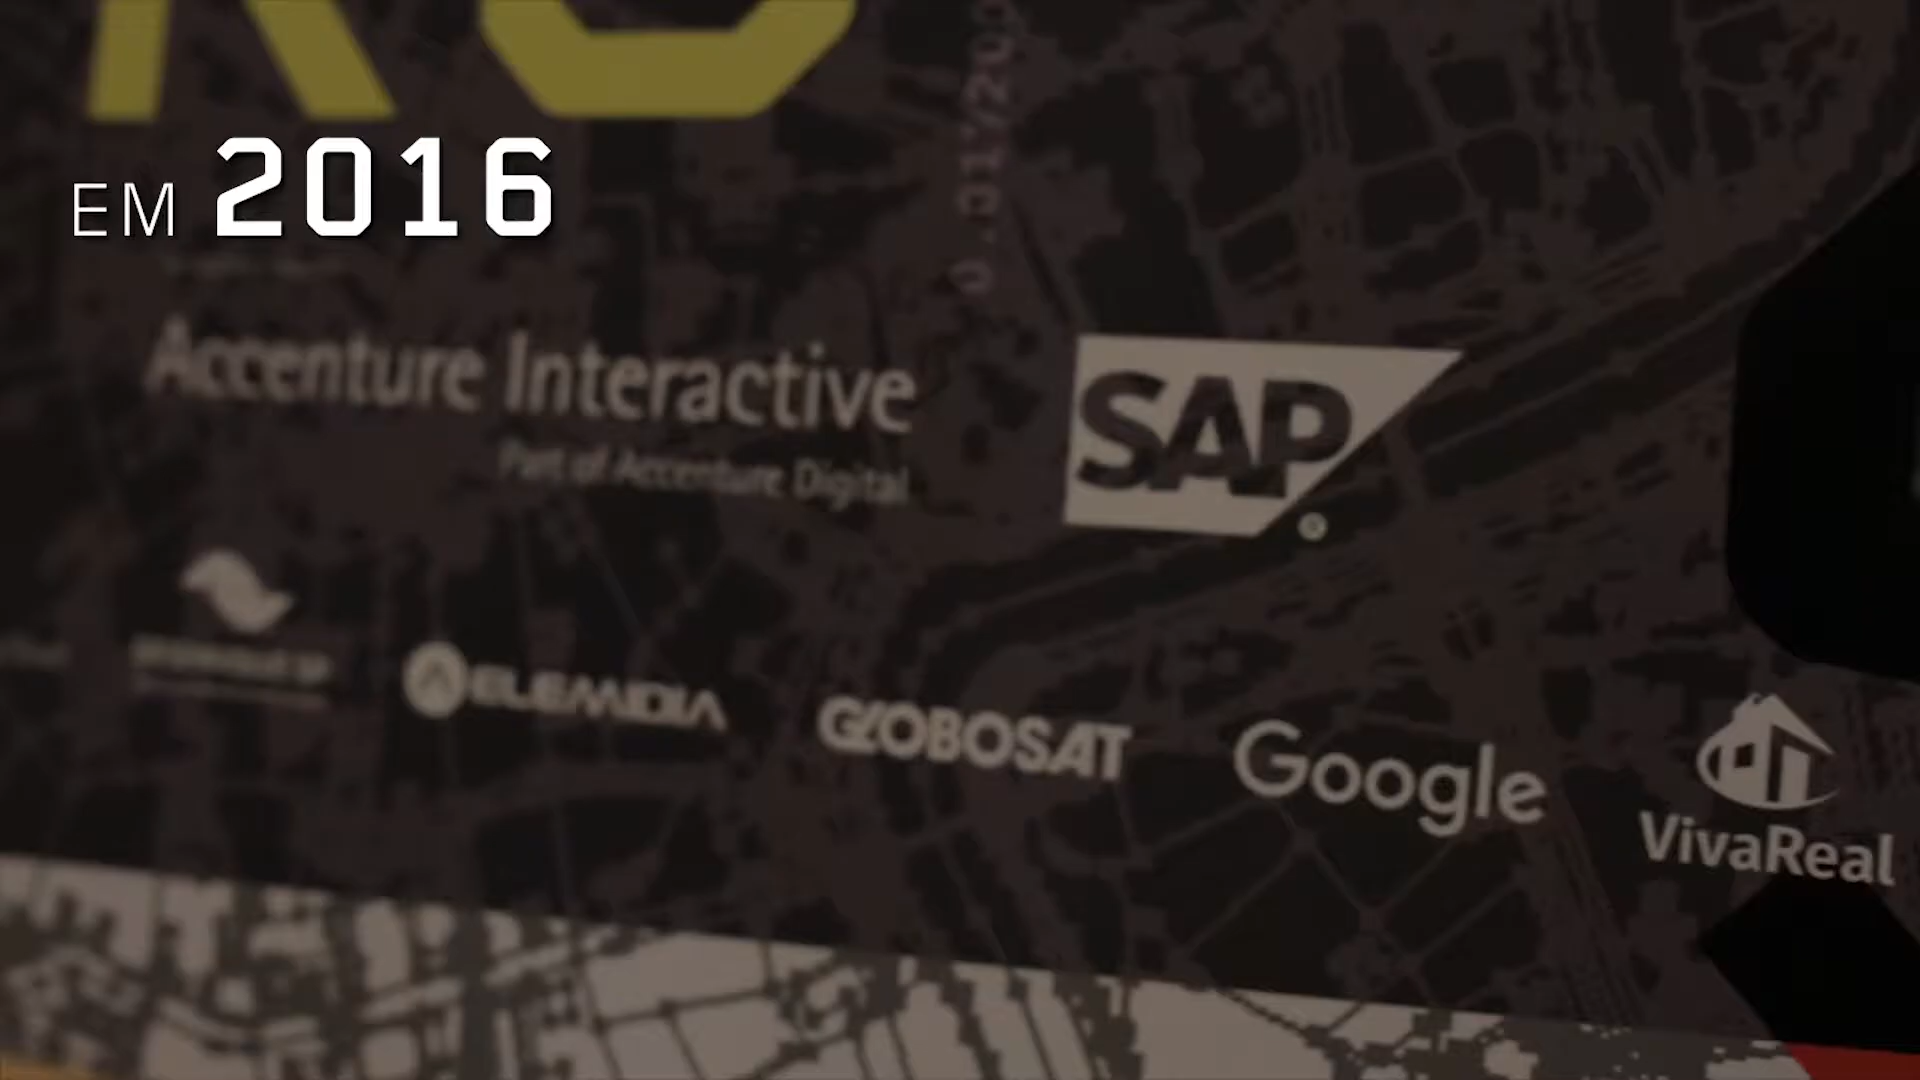 EM 2016
Accenture Interactive
Part of Accenture Digital
SAP
ELEMIDIA
GLOBOSAT
Google
VivaReal